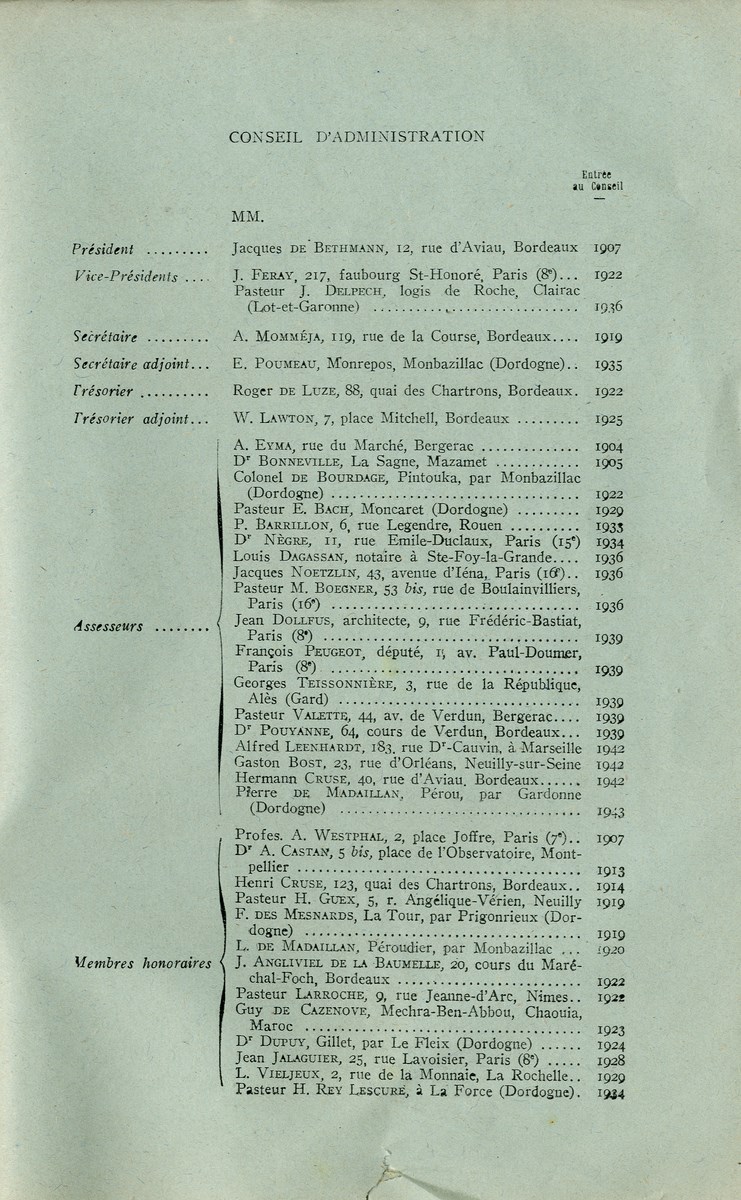 CONSEIL D'ADMINISTRATION
Entrée
au Conseil
MM.
Président ......... Jacques DE BETHMANN, 12, rue d'Aviau, Bordeaux 1907
Vice-Présidents .... J. FERAY, 217, faubourg St-Honoré, Paris (8e)... 1922
Pasteur J. DELPECH, logis de Roche, Clairac
(Lot-et-Garonne) .............................. 1936
Secrétaire ......... A. MOMMÉJA, 119, rue de la Course, Bordeaux.... 1919
Secrétaire adjoint... E. POUMEAU, Monrepos, Monbazillac (Dordogne).. 1935
Trésorier .......... Roger DE LUZE, 88, quai des Chartrons, Bordeaux. 1922
Trésorier adjoint... W. LAWTON, 7, place Mitchell, Bordeaux ......... 1925
A. EYMA, rue du Marché, Bergerac .............. 1904
Dr BONNEVILLE, La Sagne, Mazamet ............ 1905
Colonel DE BOURDAGE, Pintouka, par Monbazillac
(Dordogne) .................................... 1922
Pasteur E. BACH, Moncaret (Dordogne) ......... 1929
P. BARRILLON, 6, rue Legendre, Rouen .......... 1933
Dr NÈGRE, 11, rue Emile-Duclaux, Paris (15e) 1934
Louis DAGASSAN, notaire à Ste-Foy-la-Grande.... 1936
Jacques NOETZLIN, 43, avenue d'Iéna, Paris (16e).. 1936
Pasteur M. BOEGNER, 53 bis, rue de Boulainvilliers,
Paris (16e) .................................... 1936
Assesseurs ........ Jean DOLLFUS, architecte, 9, rue Frédéric-Bastiat,
Paris (8e) ..................................... 1939
François PEUGEOT, député, 1, av. Paul-Doumer,
Paris (8e) .................................... 1939
Georges TEISSONNIÈRE, 3, rue de la République,
Alès (Gard) ................................... 1939
Pasteur VALETTE, 44, av. de Verdun, Bergerac.... 1939
Dr POUYANNE, 64, cours de Verdun, Bordeaux... 1939
Alfred LEENHARDT, 183, rue Dr-Cauvin, à Marseille 1942
Gaston BOST, 23, rue d'Orléans, Neuilly-sur-Seine 1942
Hermann CRUSE, 40, rue d'Aviau, Bordeaux...... 1942
Pierre DE MADAILLAN, Pérou, par Gardonne
(Dordogne) ................................... 1943
Profes. A. WESTPHAL, 2, place Joffre, Paris (7e).. 1907
Dr A. CASTAN, 5 bis, place de l'Observatoire, Mont-
pellier ......................................... 1913
Henri CRUSE, 123, quai des Chartrons, Bordeaux.. 1914
Pasteur H. GUEX, 5, r. Angélique-Vérien, Neuilly 1919
F. DES MESNARDS, La Tour, par Prigonrieux (Dor-
dogne) ........................................ 1919
L. DE MADAILLAN, Péroudier, par Monbazillac ... 1920
Membres honoraires J. ANGLIVIEL DE LA BAUMELLE, 20, cours du Maré-
chal-Foch, Bordeaux ........................... 1922
Pasteur LARROCHE, 9, rue Jeanne-d'Arc, Nîmes.. 1922
Guy DE CAZENOVE, Mechra-Ben-Abbou, Chaouia,
Maroc ........................................ 1923
Dr DUPUY, Gillet, par Le Fleix (Dordogne) ...... 1924
Jean JALAGUIER, 25, rue Lavoisier, Paris (8e) ..... 1928
L. VIELJEUX, 2, rue de la Monnaie, La Rochelle.. 1929
Pasteur H. REY LESCURE, à La Force (Dordogne). 1934